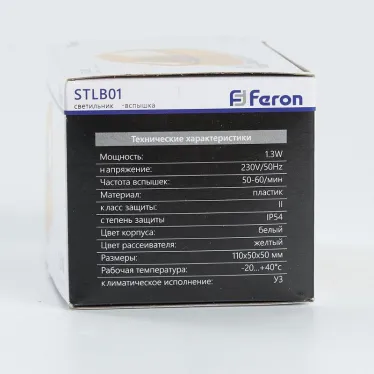 STLB01
светильник -вспышка
Feron
Технические характеристики
Мощность: 1.3W
напряжение: 230V/50Hz
Частота вспышек: 50-60/мин
Материал: пластик
класс защиты: II
степень защиты IP54
Цвет корпуса: белый
Цвет рассеивателя: желтый
Размеры: 110x50x50 мм
Рабочая температура: -20...+40°c
климатическое исполнение: У3